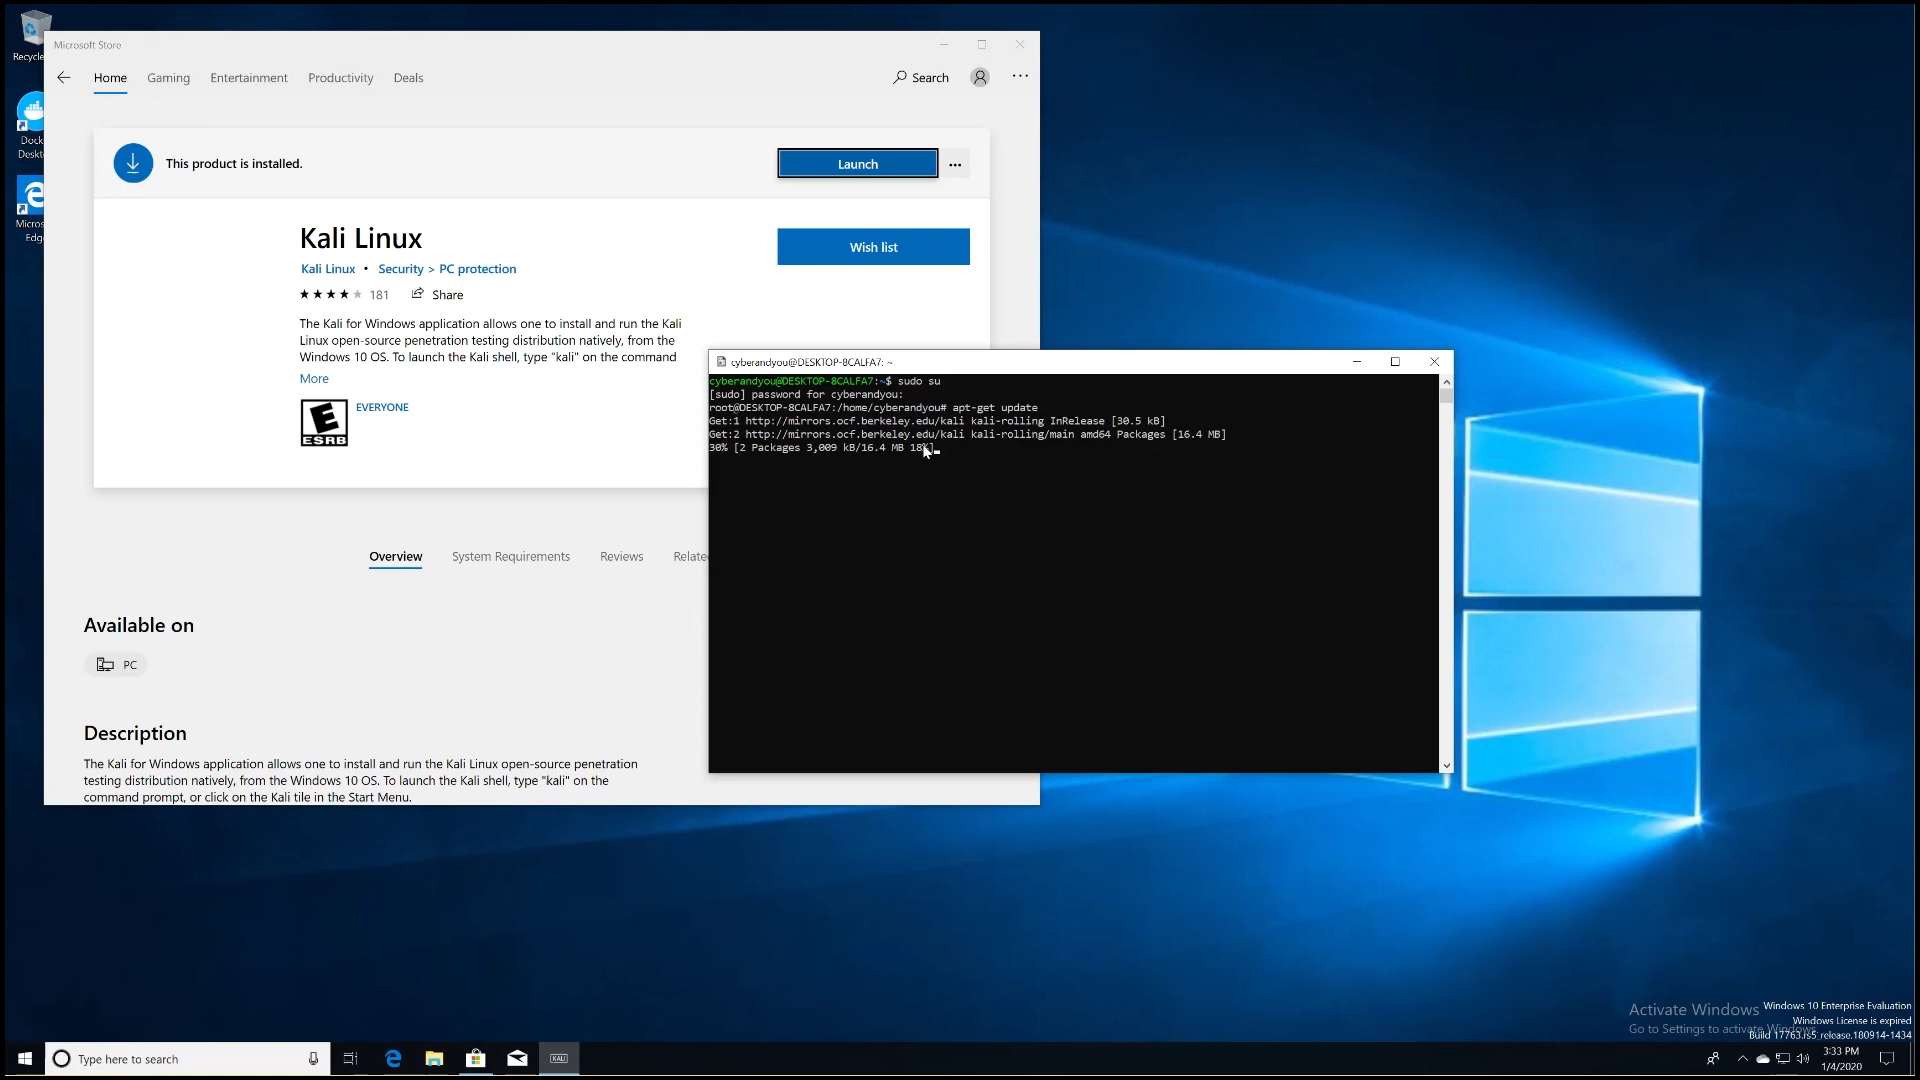 Recycle
Microsoft Store
Home Gaming Entertainment Productivity Deals
Search
Dock
Deskt
This product is installed.
Launch
Micros
Edg
Kali Linux
Wish list
Kali Linux • Security > PC protection
181 Share
The Kali for Windows application allows one to install and run the Kali
Linux open-source penetration testing distribution natively, from the
Windows 10 OS. To launch the Kali shell, type "kali" on the command
More
E
ESRB
EVERYONE
cyberandyou@DESKTOP-8CALFA7: ~
cyberandyou@DESKTOP-8CALFA7:~$ sudo su
[sudo] password for cyberandyou:
root@DESKTOP-8CALFA7:/home/cyberandyou# apt-get update
Get:1 http://mirrors.ocf.berkeley.edu/kali kali-rolling InRelease [30.5 kB]
Get:2 http://mirrors.ocf.berkeley.edu/kali kali-rolling/main amd64 Packages [16.4 MB]
30% [2 Packages 3,009 kB/16.4 MB 18%]
Overview System Requirements Reviews Relate
Available on
PC
Description
The Kali for Windows application allows one to install and run the Kali Linux open-source penetration
testing distribution natively, from the Windows 10 OS. To launch the Kali shell, type "kali" on the
command prompt, or click on the Kali tile in the Start Menu.
Activate Windows
Go to Settings to activate Windows.
Windows 10 Enterprise Evaluation
Windows License is expired
Build 17763.rs5_release.180914-1434
Type here to search
KALI
3:33 PM
1/4/2020